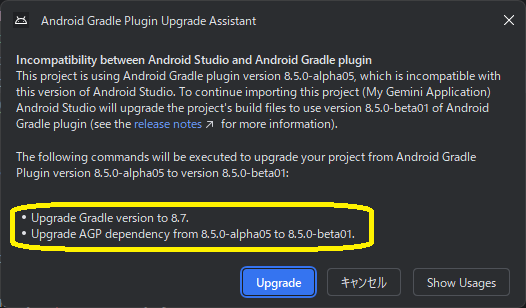 Android Gradle Plugin Upgrade Assistant
Incompatibility between Android Studio and Android Gradle plugin
This project is using Android Gradle plugin version 8.5.0-alpha05, which is incompatible with
this version of Android Studio. To continue importing this project (My Gemini Application)
Android Studio will upgrade the project's build files to use version 8.5.0-beta01 of Android
Gradle plugin (see the release notes ↗ for more information).
The following commands will be executed to upgrade your project from Android Gradle
Plugin version 8.5.0-alpha05 to version 8.5.0-beta01:
• Upgrade Gradle version to 8.7.
• Upgrade AGP dependency from 8.5.0-alpha05 to 8.5.0-beta01.
Upgrade キャンセル Show Usages